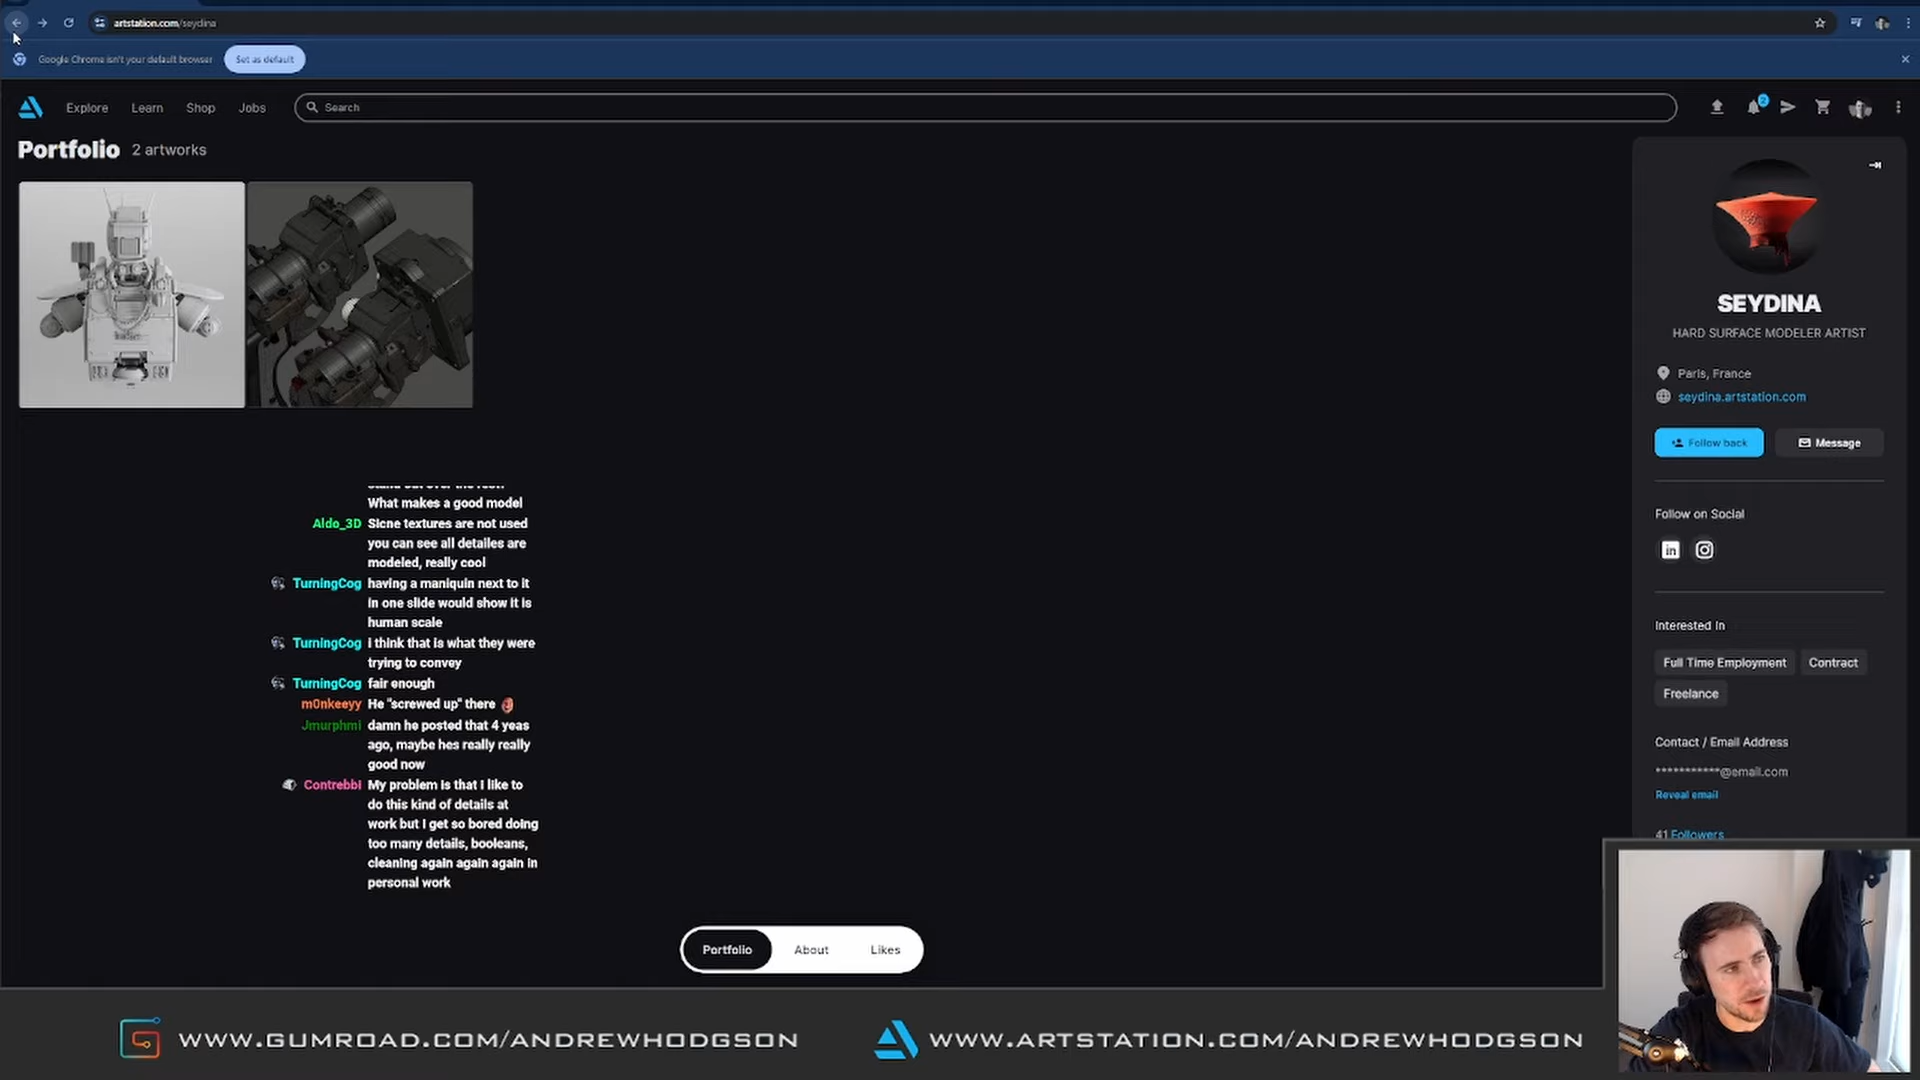 artstation.com/seydina
Google Chrome isn't your default browser
Set as default
Explore
Learn
Shop
Jobs
Search
2
Portfolio 2 artworks
SEYDINA
HARD SURFACE MODELER ARTIST
Paris, France
seydina.artstation.com
Follow back
Message
Follow on Social
in
Interested In
Full Time Employment
Contract
Freelance
Contact / Email Address
***********@email.com
Reveal email
41 Followers
stand out over the rest?
What makes a good model
Aldo_3D Sicne textures are not used
you can see all detailes are
modeled, really cool
TurningCog having a maniquin next to it
in one slide would show it is
human scale
TurningCog i think that is what they were
trying to convey
TurningCog fair enough
m0nkeeyy He "screwed up" there
Jmurphmi damn he posted that 4 yeas
ago, maybe hes really really
good now
Contrebbi My problem is that I like to
do this kind of details at
work but I get so bored doing
too many details, booleans,
cleaning again again again in
personal work
Portfolio
About
Likes
WWW.GUMROAD.COM/ANDREWHODGSON
WWW.ARTSTATION.COM/ANDREWHODGSON